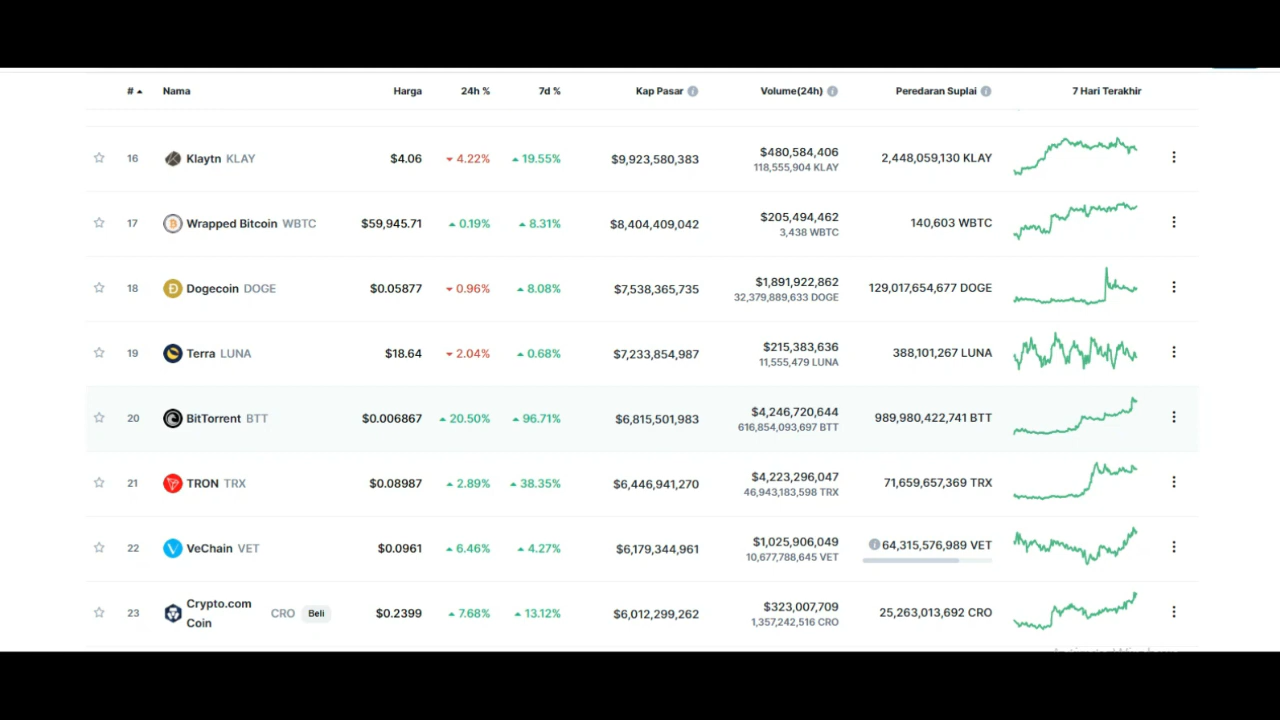 # Nama Harga 24h % 7d % Kap Pasar Volume(24h) Peredaran Suplai 7 Hari Terakhir
16 Klaytn KLAY $4.06 4.22% 19.55% $9,923,580,383 $480,584,406 2,448,059,130 KLAY
118,555,904 KLAY
17 Wrapped Bitcoin WBTC $59,945.71 0.19% 8.31% $8,404,409,042 $205,494,462 140,603 WBTC
3,438 WBTC
18 Dogecoin DOGE $0.05877 0.96% 8.08% $7,538,365,735 $1,891,922,862 129,017,654,677 DOGE
32,379,889,633 DOGE
19 Terra LUNA $18.64 2.04% 0.68% $7,233,854,987 $215,383,636 388,101,267 LUNA
11,555,479 LUNA
20 BitTorrent BTT $0.006867 20.50% 96.71% $6,815,501,983 $4,246,720,644 989,980,422,741 BTT
616,854,093,697 BTT
21 TRON TRX $0.08987 2.89% 38.35% $6,446,941,270 $4,223,296,047 71,659,657,369 TRX
46,943,183,598 TRX
22 VeChain VET $0.0961 6.46% 4.27% $6,179,344,961 $1,025,906,049 64,315,576,989 VET
10,677,788,645 VET
23 Crypto.com Coin CRO Beli $0.2399 7.68% 13.12% $6,012,299,262 $323,007,709 25,263,013,692 CRO
1,357,242,516 CRO